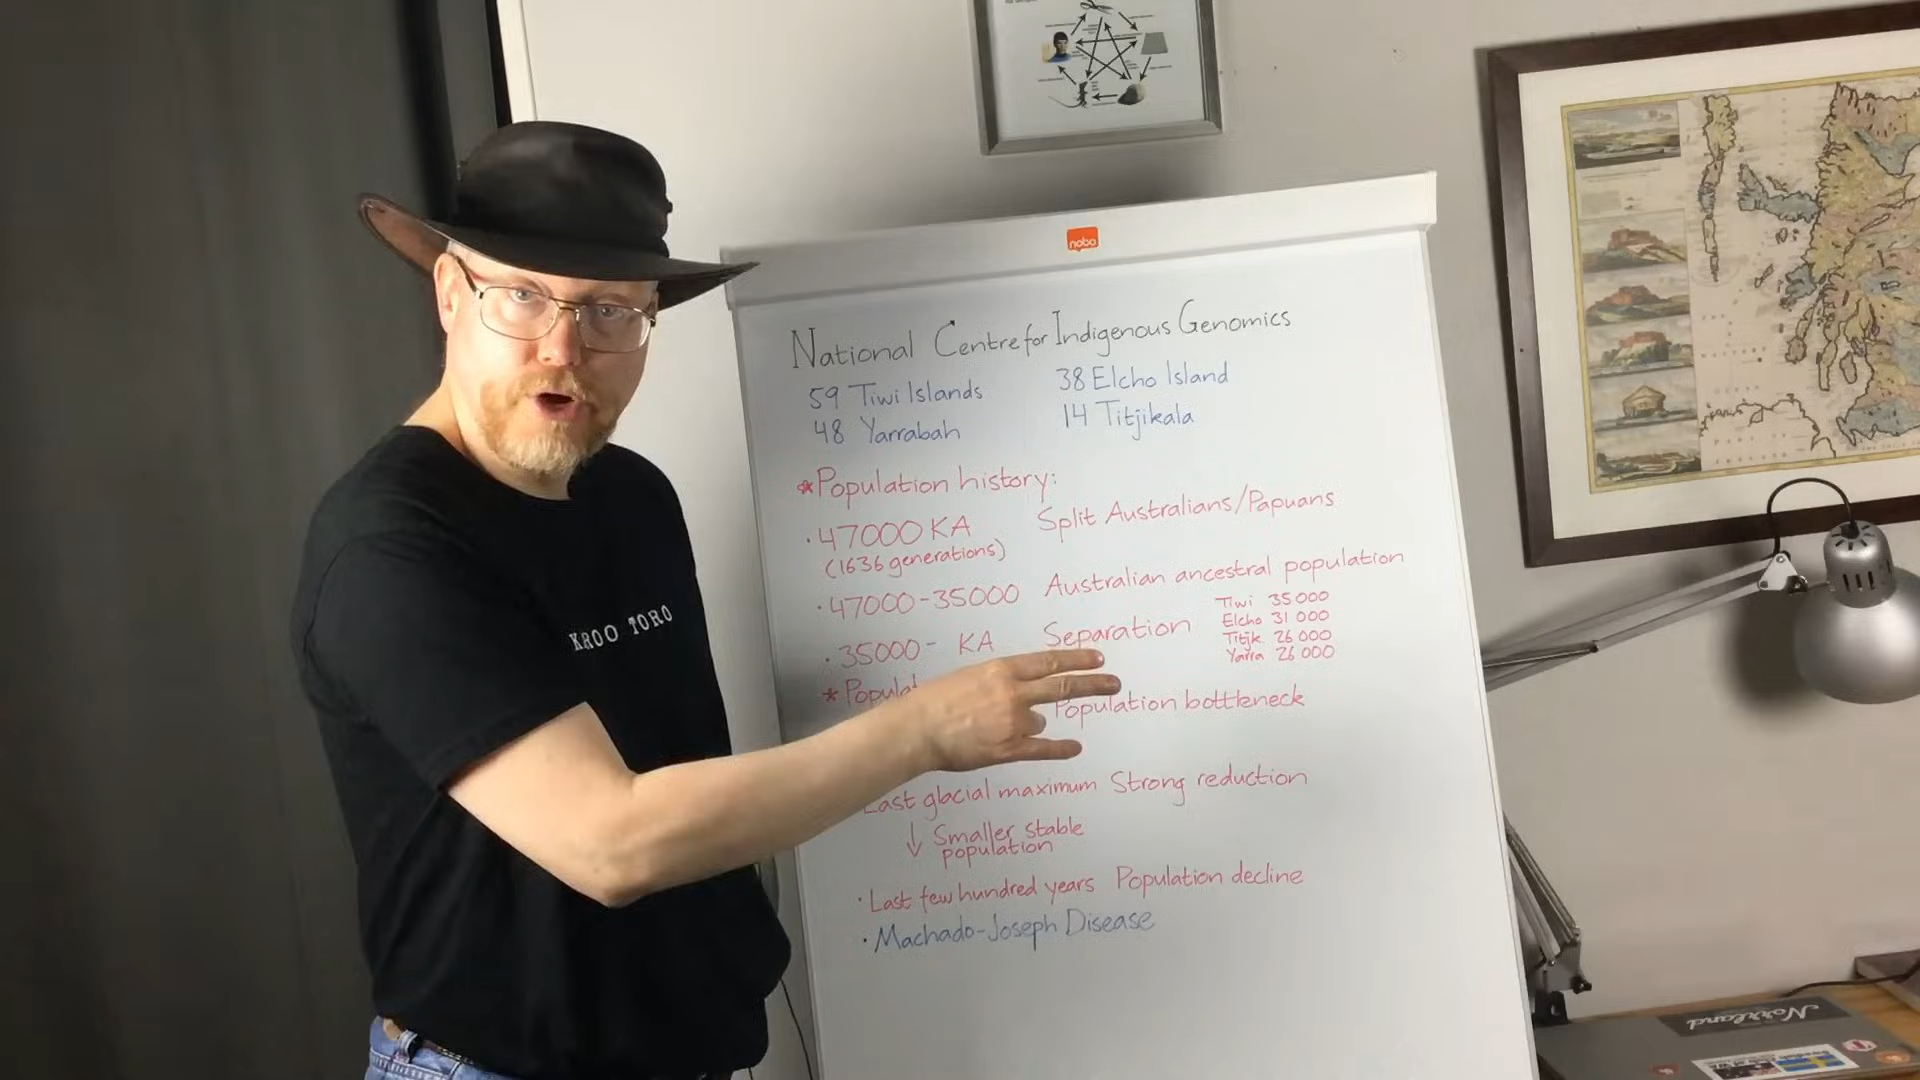 nobo
National Centre for Indigenous Genomics
59 Tiwi Islands 38 Elcho Island
48 Yarrabah 14 Titjikala
*Population history:
· 47000 KA Split Australians/Papuans
(1636 generations)
· 47000-35000 Australian ancestral population
· 35000- KA Separation
Tiwi 35 000
Elcho 31 000
Titjk 26 000
Yarra 26 000
* Population bottleneck
Last glacial maximum Strong reduction
↓ Smaller stable
population
· Last few hundred years Population decline
· Machado-Joseph Disease
KROO TORO
Norrland